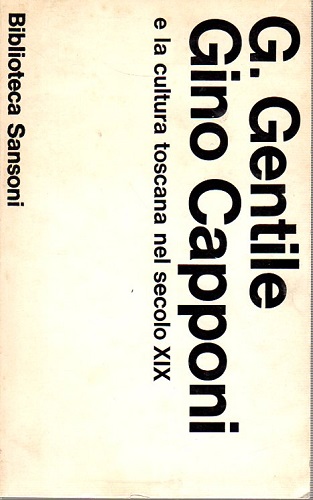 G. Gentile
Gino Capponi
e la cultura toscana nel secolo XIX
Biblioteca Sansoni